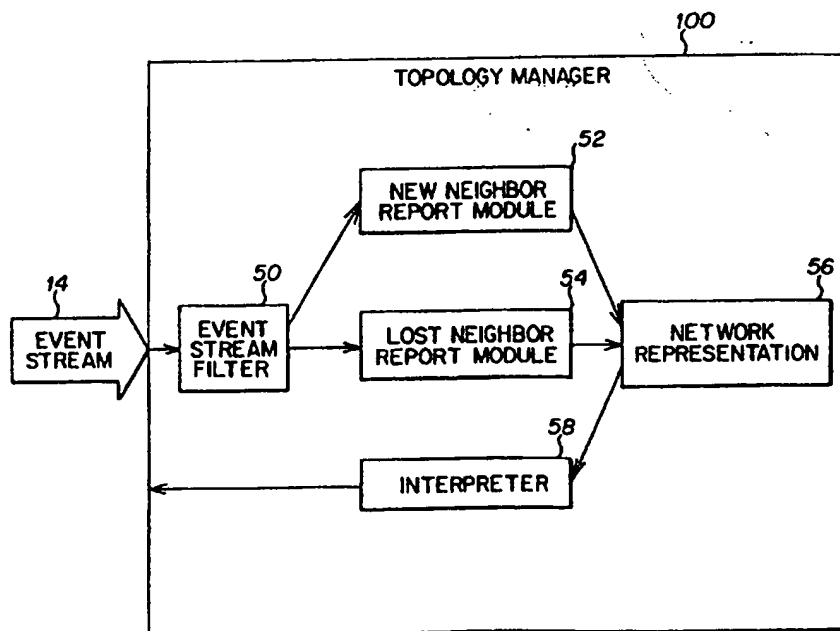 100
TOPOLOGY MANAGER
52
NEW NEIGHBOR
REPORT MODULE
14
EVENT
STREAM
50
EVENT
STREAM
FILTER
54
LOST NEIGHBOR
REPORT MODULE
56
NETWORK
REPRESENTATION
58
INTERPRETER